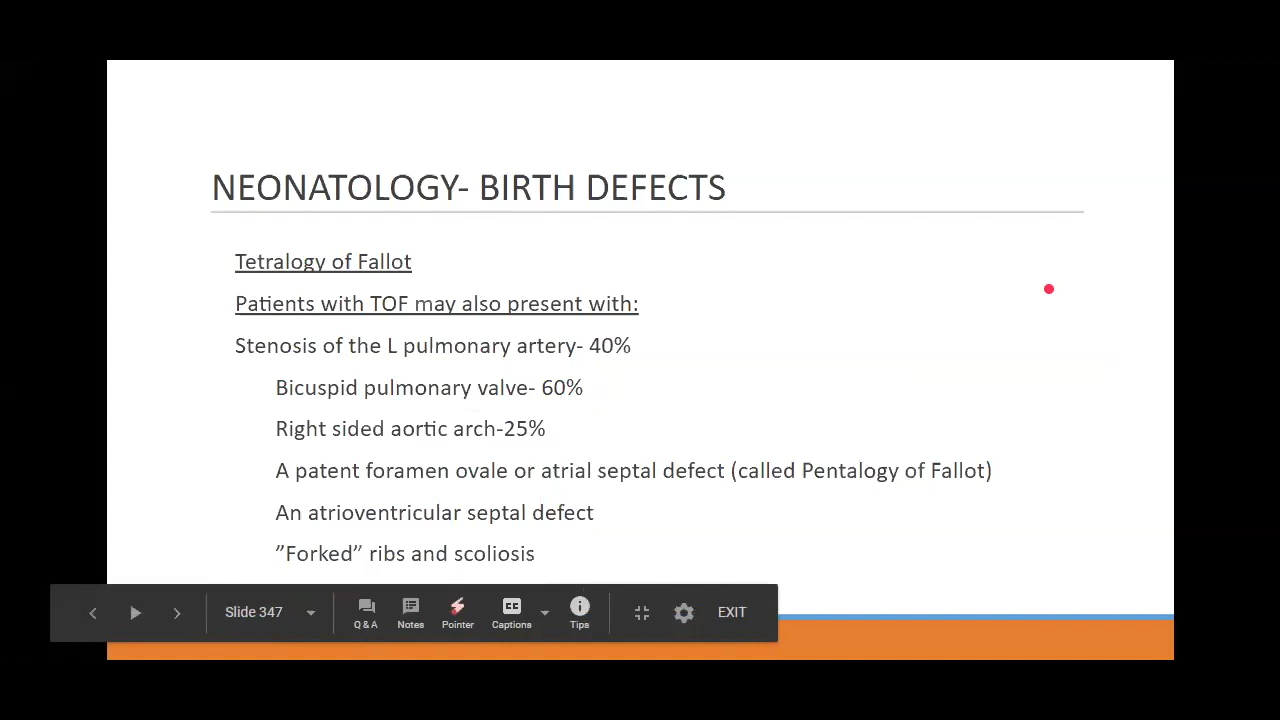 NEONATOLOGY- BIRTH DEFECTS
Tetralogy of Fallot
Patients with TOF may also present with:
Stenosis of the L pulmonary artery- 40%
Bicuspid pulmonary valve- 60%
Right sided aortic arch-25%
A patent foramen ovale or atrial septal defect (called Pentalogy of Fallot)
An atrioventricular septal defect
”Forked” ribs and scoliosis
Slide 347
Q & A
Notes
Pointer
CC
Captions
Tips
EXIT